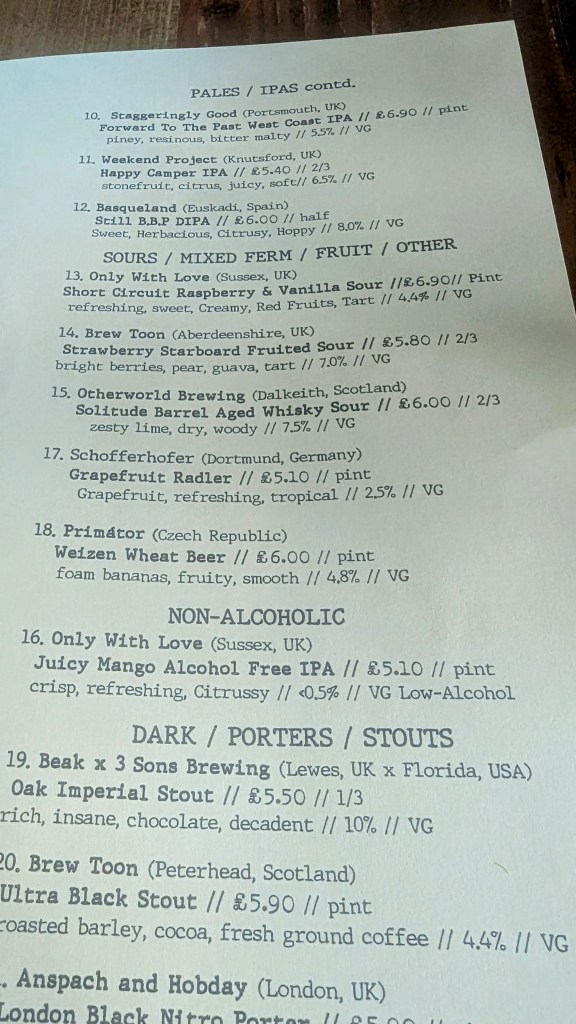 PALES / IPAS contd.
10. Staggeringly Good (Portsmouth, UK)
Forward To The Past West Coast IPA // £6.90 // pint
piney, resinous, bitter malty // 5.5% // VG
11. Weekend Project (Knutsford, UK)
Happy Camper IPA // £5.40 // 2/3
stonefruit, citrus, juicy, soft// 6.5% // VG
12. Basqueland (Euskadi, Spain)
Still B.B.P DIPA // £6.00 // half
Sweet, Herbacious, Citrusy, Hoppy // 8.0% // VG
SOURS / MIXED FERM / FRUIT / OTHER
13. Only With Love (Sussex, UK)
Short Circuit Raspberry & Vanilla Sour //£6.90// Pint
refreshing, sweet, Creamy, Red Fruits, Tart // 4.4% // VG
14. Brew Toon (Aberdeenshire, UK)
Strawberry Starboard Fruited Sour // £5.80 // 2/3
bright berries, pear, guava, tart // 7.0% // VG
15. Otherworld Brewing (Dalkeith, Scotland)
Solitude Barrel Aged Whisky Sour // £6.00 // 2/3
zesty lime, dry, woody // 7.5% // VG
17. Schofferhofer (Dortmund, Germany)
Grapefruit Radler // £5.10 // pint
Grapefruit, refreshing, tropical // 2.5% // VG
18. Primátor (Czech Republic)
Weizen Wheat Beer // £6.00 // pint
foam bananas, fruity, smooth // 4,8% // VG
NON-ALCOHOLIC
16. Only With Love (Sussex, UK)
Juicy Mango Alcohol Free IPA // £5.10 // pint
crisp, refreshing, Citrussy // <0.5% // VG Low-Alcohol
DARK / PORTERS / STOUTS
19. Beak x 3 Sons Brewing (Lewes, UK x Florida, USA)
Oak Imperial Stout // £5.50 // 1/3
rich, insane, chocolate, decadent // 10% // VG
20. Brew Toon (Peterhead, Scotland)
Ultra Black Stout // £5.90 // pint
roasted barley, cocoa, fresh ground coffee // 4.4% // VG
. Anspach and Hobday (London, UK)
London Black Nitro Porter //